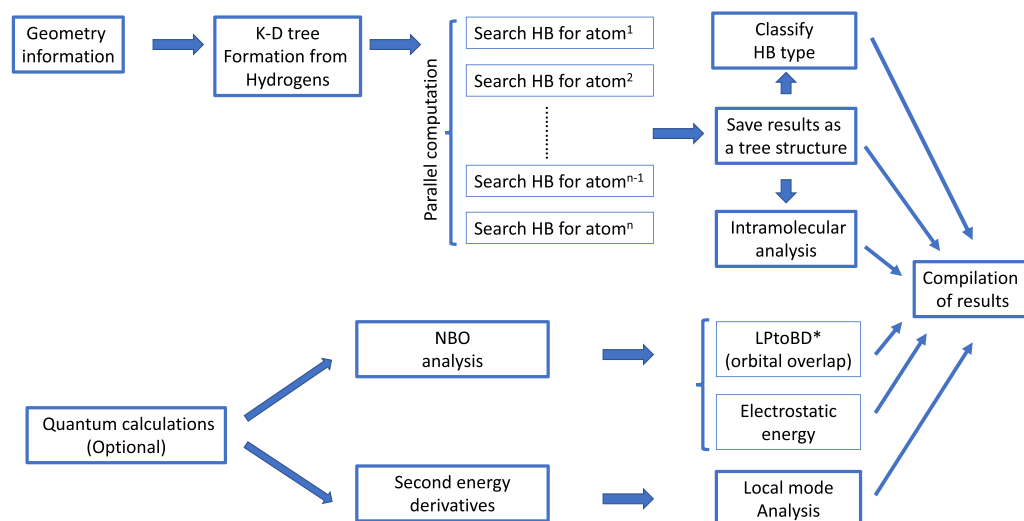 Geometry
information
K-D tree
Formation from
Hydrogens
Parallel computation
Search HB for atom¹
Search HB for atom²
Search HB for atomⁿ⁻¹
Search HB for atomⁿ
Classify
HB type
Save results as
a tree structure
Intramolecular
analysis
Compilation
of results
Quantum calculations
(Optional)
NBO
analysis
LPtoBD*
(orbital overlap)
Electrostatic
energy
Second energy
derivatives
Local mode
Analysis